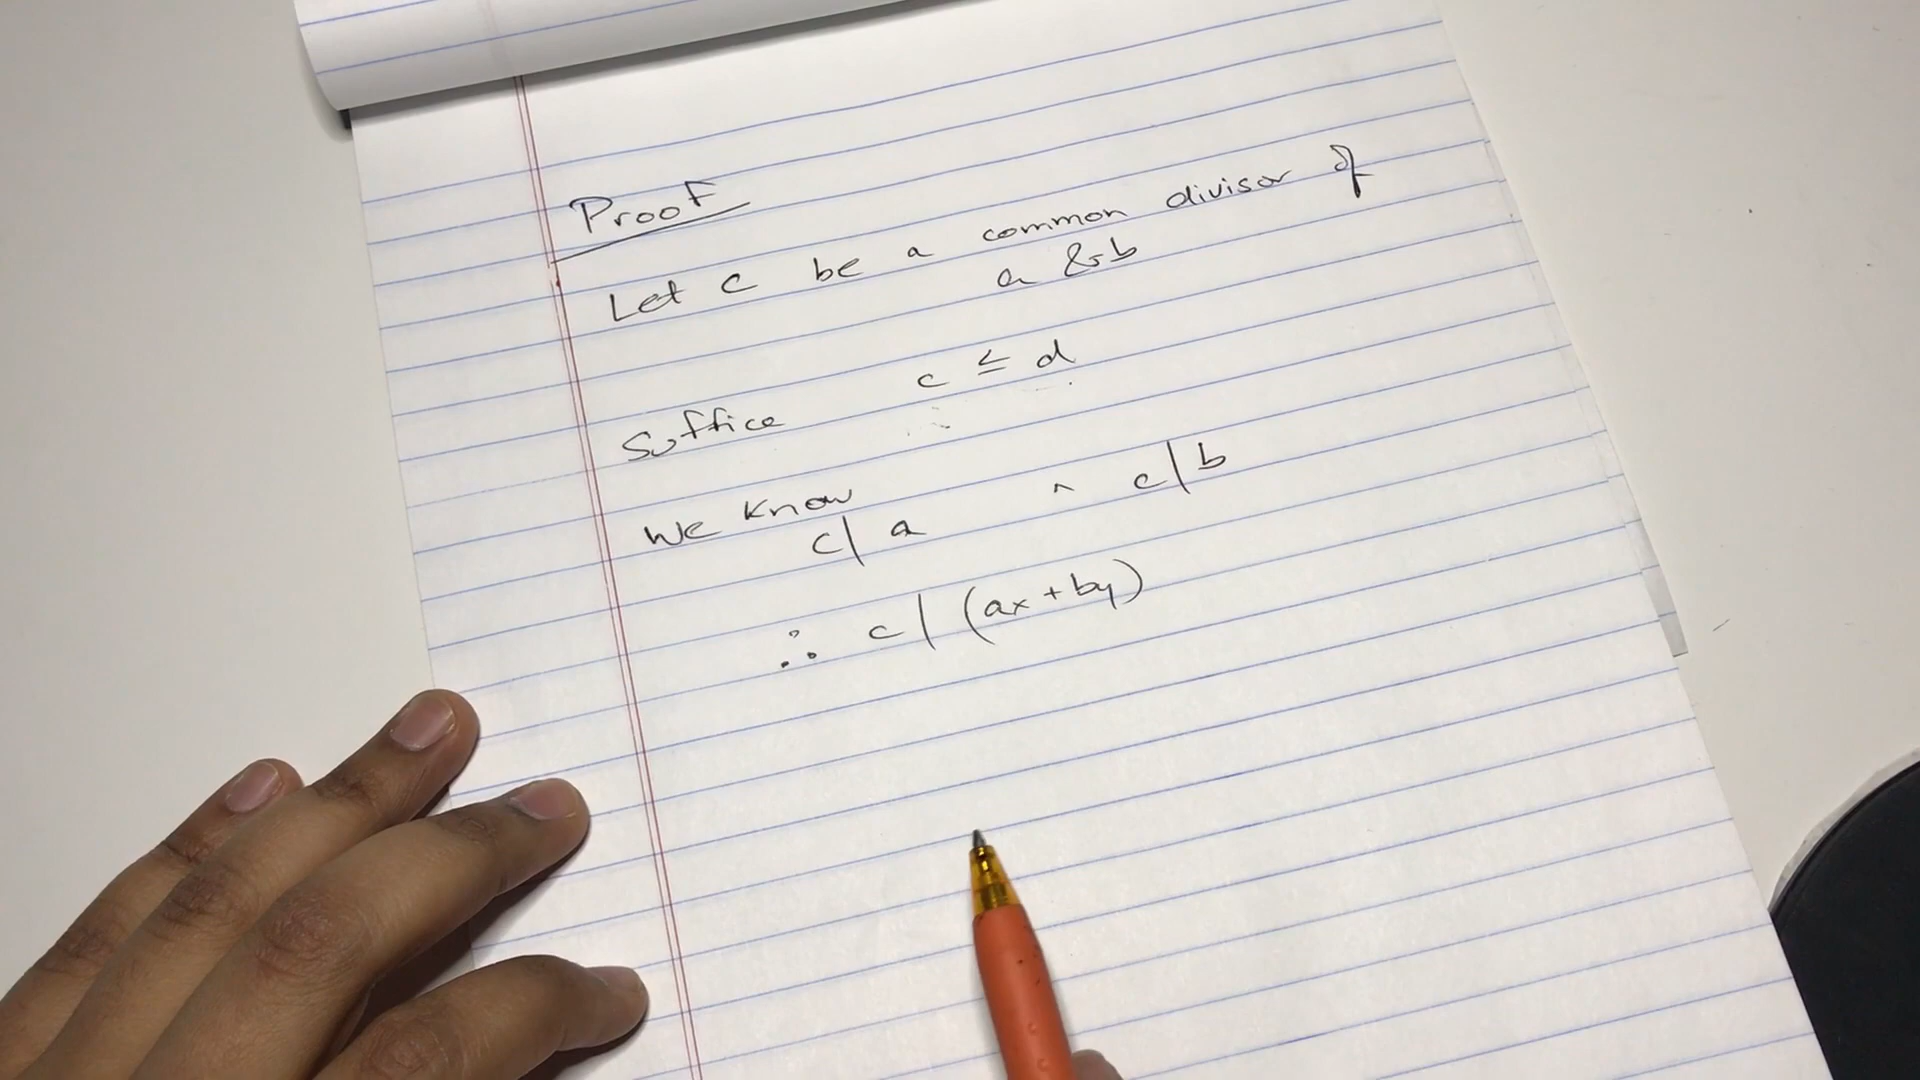 Proof
Let c be a common divisor of
a & b
Suffice c ≤ d
We know
c | a ^ c | b
∴ c | (ax + by)